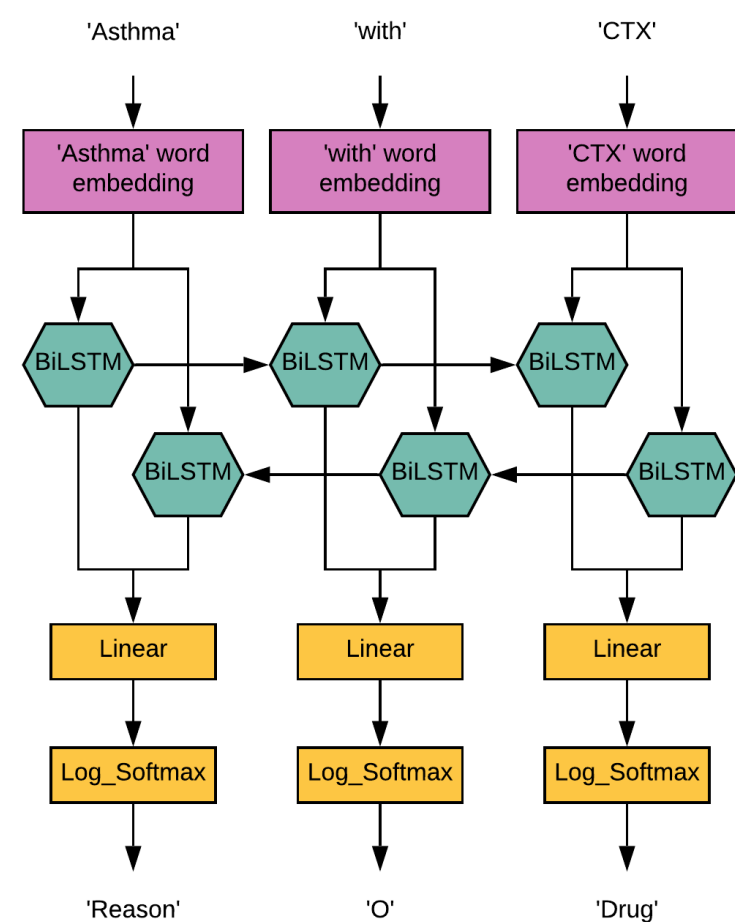 'Asthma' 'with' 'CTX'
'Asthma' word 'with' word 'CTX' word
embedding embedding embedding
BiLSTM BiLSTM BiLSTM
BiLSTM BiLSTM BiLSTM
Linear Linear Linear
Log_Softmax Log_Softmax Log_Softmax
'Reason' 'O' 'Drug'